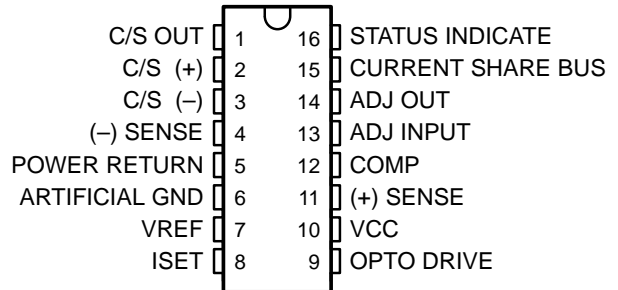 C/S OUT 1 16 STATUS INDICATE
C/S (+) 2 15 CURRENT SHARE BUS
C/S (–) 3 14 ADJ OUT
(–) SENSE 4 13 ADJ INPUT
POWER RETURN 5 12 COMP
ARTIFICIAL GND 6 11 (+) SENSE
VREF 7 10 VCC
ISET 8 9 OPTO DRIVE